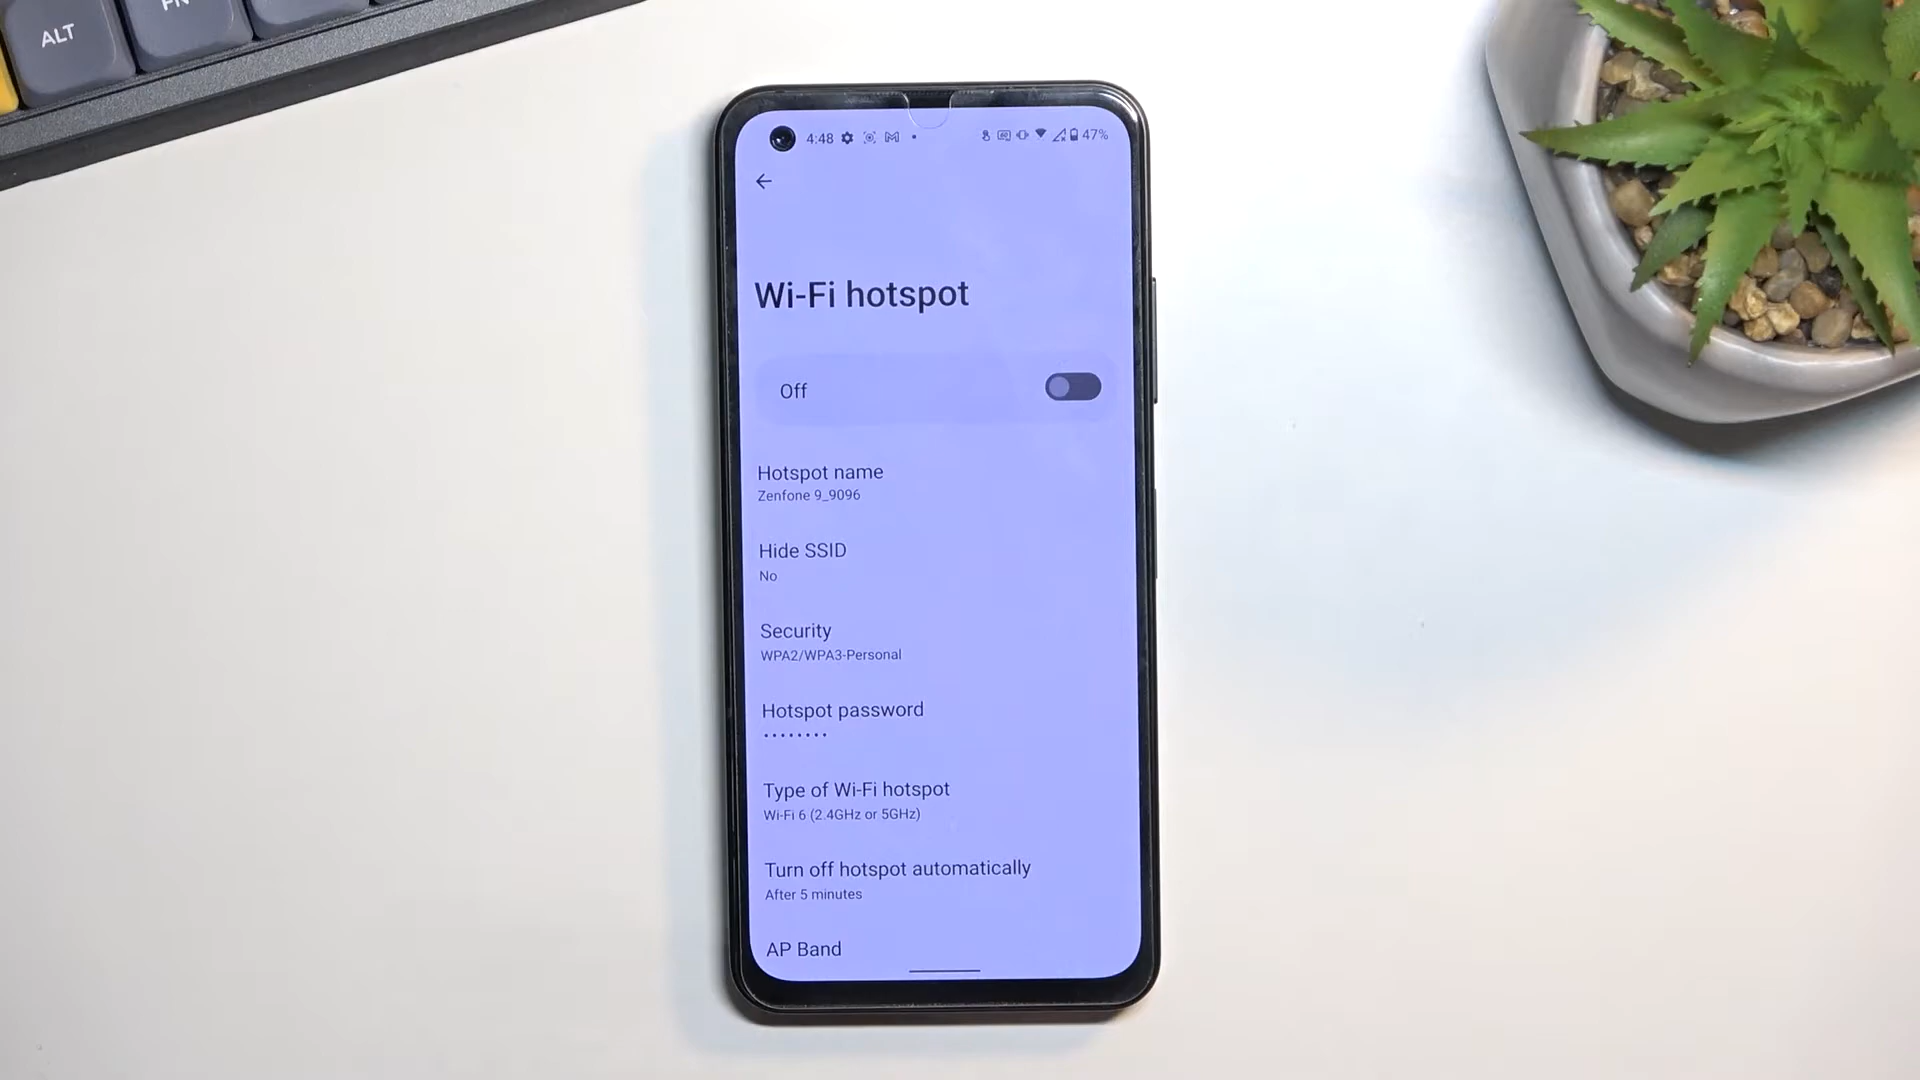 ALT
FN
4:48
47%
Wi-Fi hotspot
Off
Hotspot name
Zenfone 9_9096
Hide SSID
No
Security
WPA2/WPA3-Personal
Hotspot password
••••••••
Type of Wi-Fi hotspot
Wi-Fi 6 (2.4GHz or 5GHz)
Turn off hotspot automatically
After 5 minutes
AP Band